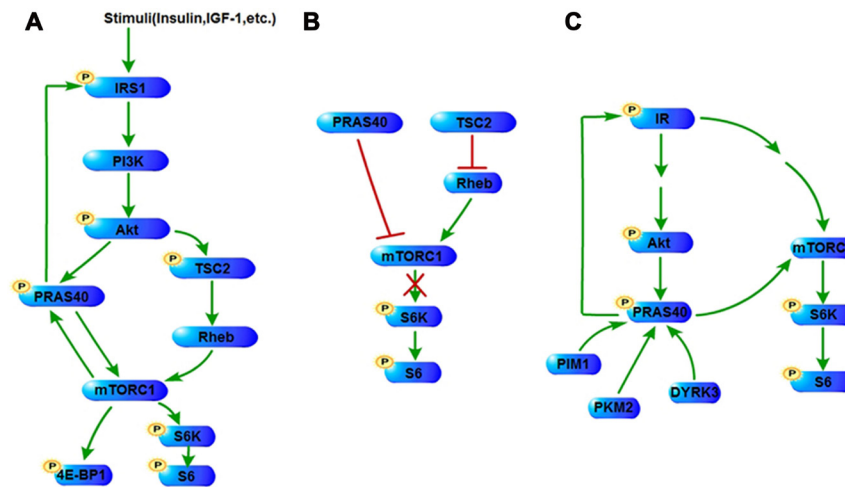 A
Stimuli(Insulin,IGF-1,etc.)
P
IRS1
PI3K
P
Akt
P
TSC2
P
PRAS40
Rheb
mTORC1
P
S6K
P
4E-BP1
P
S6
B
PRAS40
TSC2
Rheb
mTORC1
P
S6K
P
S6
C
P
IR
P
Akt
mTORC
P
PRAS40
P
S6K
PIM1
P
S6
PKM2
DYRK3